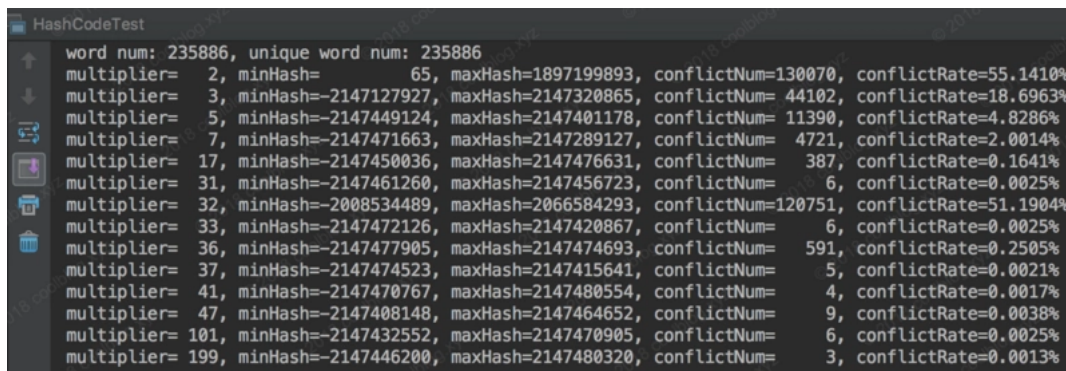 HashCodeTest
word num: 235886, unique word num: 235886
multiplier=   2, minHash=         65, maxHash=1897199893, conflictNum=130070, conflictRate=55.1410%
multiplier=   3, minHash=-2147127927, maxHash=2147320865, conflictNum= 44102, conflictRate=18.6963%
multiplier=   5, minHash=-2147449124, maxHash=2147401178, conflictNum= 11390, conflictRate=4.8286%
multiplier=   7, minHash=-2147471663, maxHash=2147289127, conflictNum=  4721, conflictRate=2.0014%
multiplier=  17, minHash=-2147450036, maxHash=2147476631, conflictNum=   387, conflictRate=0.1641%
multiplier=  31, minHash=-2147461260, maxHash=2147456723, conflictNum=     6, conflictRate=0.0025%
multiplier=  32, minHash=-2008534489, maxHash=2066584293, conflictNum=120751, conflictRate=51.1904%
multiplier=  33, minHash=-2147472126, maxHash=2147420867, conflictNum=     6, conflictRate=0.0025%
multiplier=  36, minHash=-2147477905, maxHash=2147474693, conflictNum=   591, conflictRate=0.2505%
multiplier=  37, minHash=-2147474523, maxHash=2147415641, conflictNum=     5, conflictRate=0.0021%
multiplier=  41, minHash=-2147470767, maxHash=2147480554, conflictNum=     4, conflictRate=0.0017%
multiplier=  47, minHash=-2147408148, maxHash=2147464652, conflictNum=     9, conflictRate=0.0038%
multiplier= 101, minHash=-2147432552, maxHash=2147470905, conflictNum=     6, conflictRate=0.0025%
multiplier= 199, minHash=-2147446200, maxHash=2147480320, conflictNum=     3, conflictRate=0.0013%